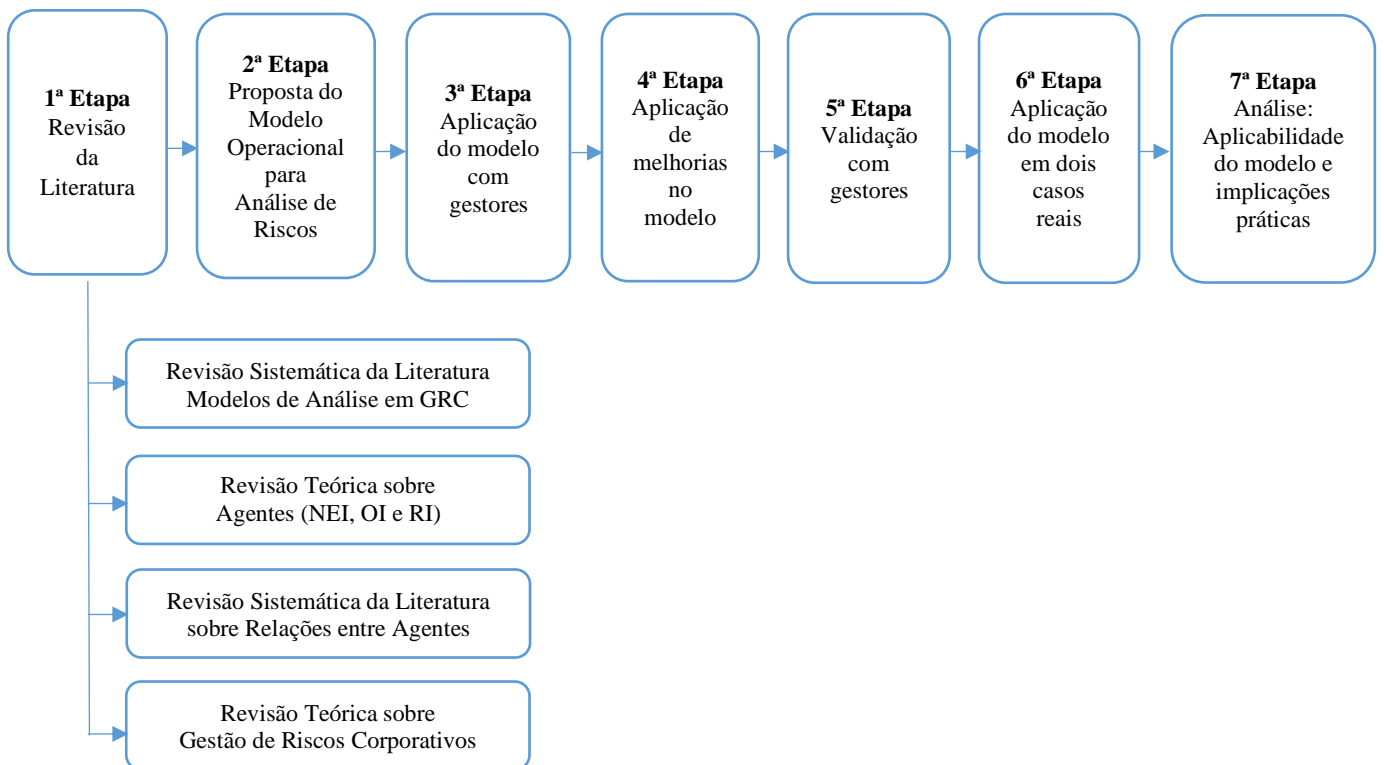 1ª Etapa
Revisão
da
Literatura
2ª Etapa
Proposta do
Modelo
Operacional
para
Análise de
Riscos
3ª Etapa
Aplicação
do modelo
com
gestores
4ª Etapa
Aplicação
de
melhorias
no
modelo
5ª Etapa
Validação
com
gestores
6ª Etapa
Aplicação
do modelo
em dois
casos
reais
7ª Etapa
Análise:
Aplicabilidade
do modelo e
implicações
práticas
Revisão Sistemática da Literatura
Modelos de Análise em GRC
Revisão Teórica sobre
Agentes (NEI, OI e RI)
Revisão Sistemática da Literatura
sobre Relações entre Agentes
Revisão Teórica sobre
Gestão de Riscos Corporativos